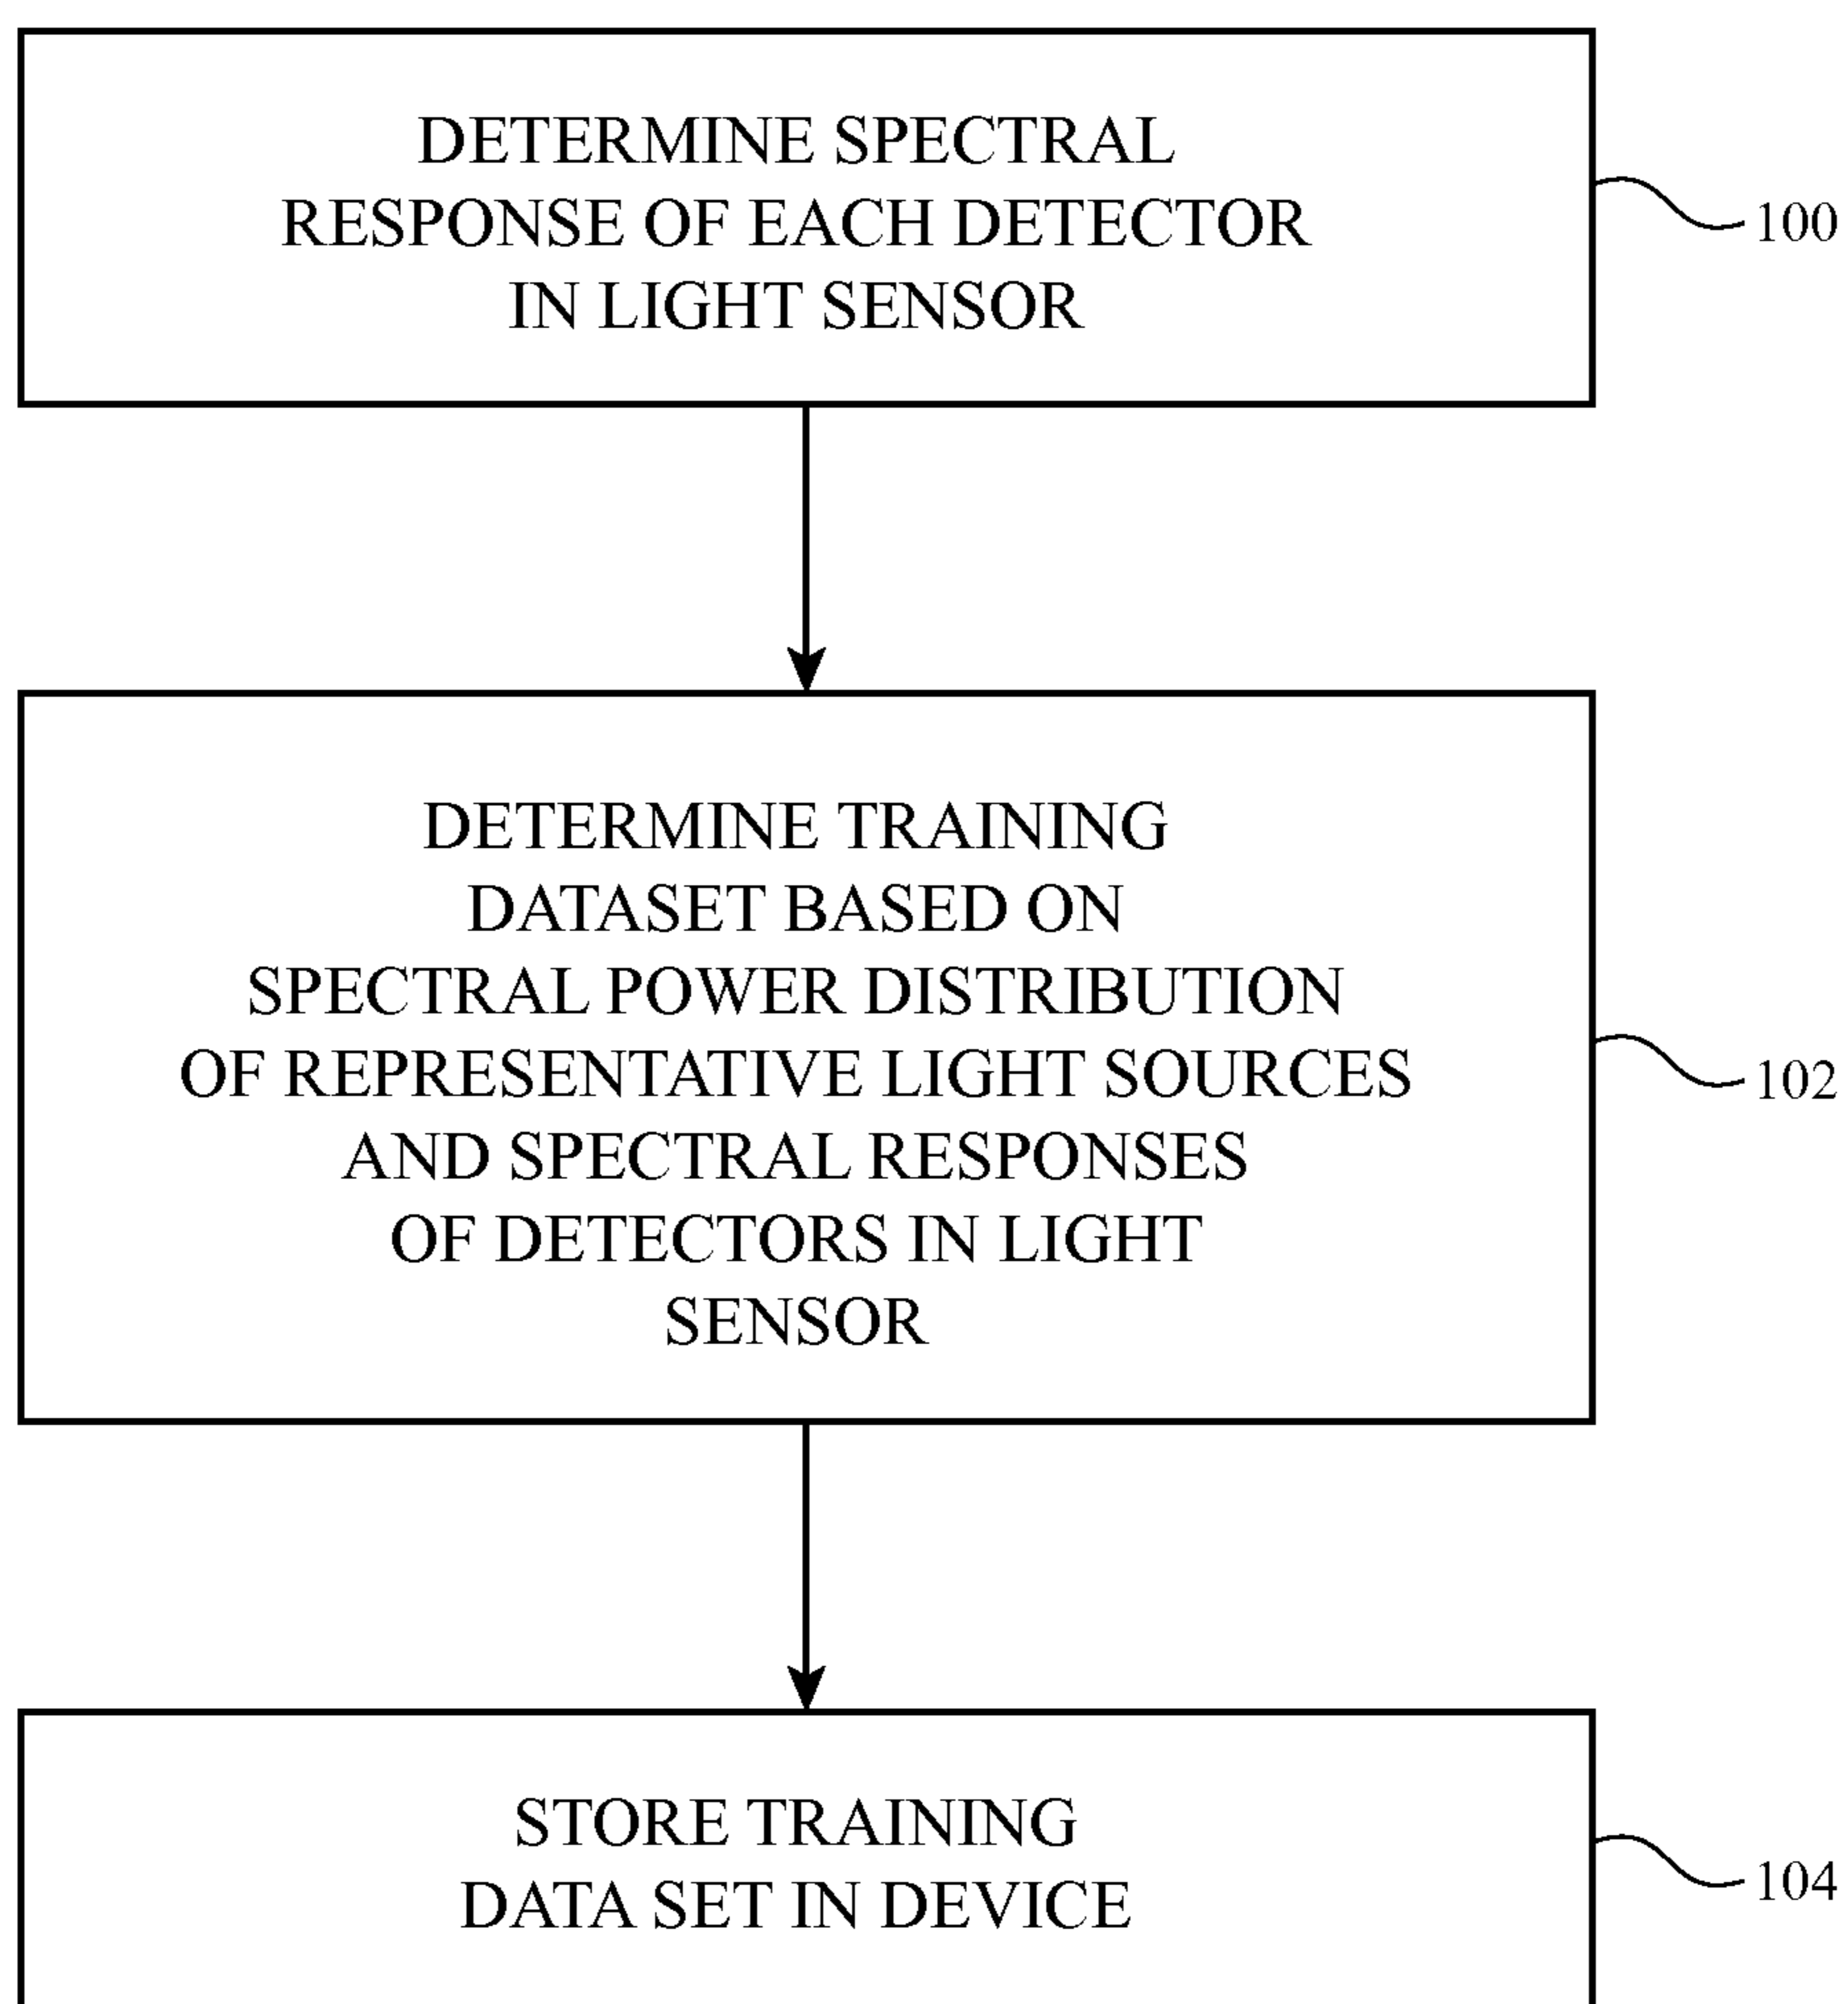 DETERMINE SPECTRAL
RESPONSE OF EACH DETECTOR
IN LIGHT SENSOR
100
DETERMINE TRAINING
DATASET BASED ON
SPECTRAL POWER DISTRIBUTION
OF REPRESENTATIVE LIGHT SOURCES
AND SPECTRAL RESPONSES
OF DETECTORS IN LIGHT
SENSOR
102
STORE TRAINING
DATA SET IN DEVICE
104